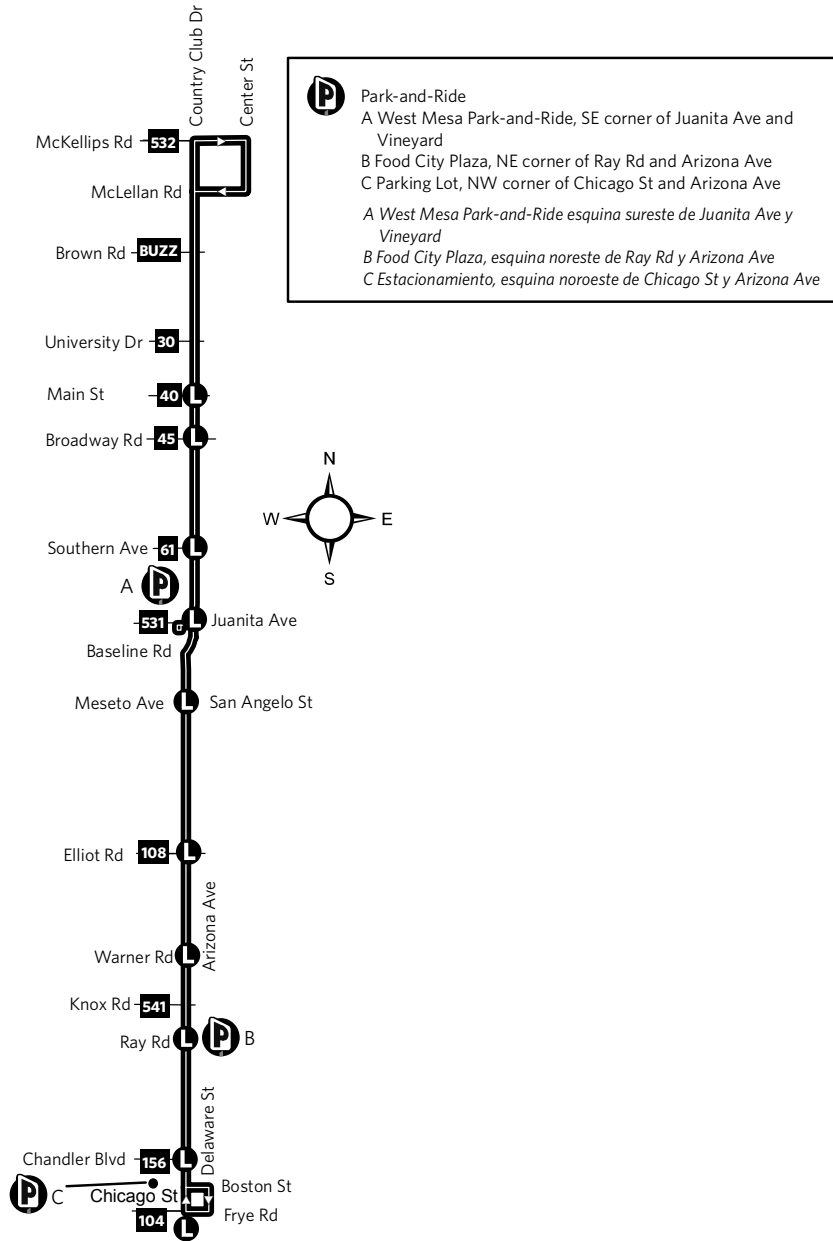 Country Club Dr
Center St
P Park-and-Ride
A West Mesa Park-and-Ride, SE corner of Juanita Ave and
Vineyard
B Food City Plaza, NE corner of Ray Rd and Arizona Ave
C Parking Lot, NW corner of Chicago St and Arizona Ave
A West Mesa Park-and-Ride esquina sureste de Juanita Ave y
Vineyard
B Food City Plaza, esquina noreste de Ray Rd y Arizona Ave
C Estacionamiento, esquina noroeste de Chicago St y Arizona Ave
McKellips Rd 532
McLellan Rd
Brown Rd BUZZ
University Dr 30
Main St 40 L
Broadway Rd 45 L
N
W E
S
Southern Ave 61 L
A P
531 L Juanita Ave
Baseline Rd
Meseto Ave L San Angelo St
Elliot Rd 108 L
Arizona Ave
Warner Rd L
Knox Rd 541
Ray Rd L P B
Delaware St
Chandler Blvd 156 L
P C Chicago St Boston St
104 Frye Rd
L